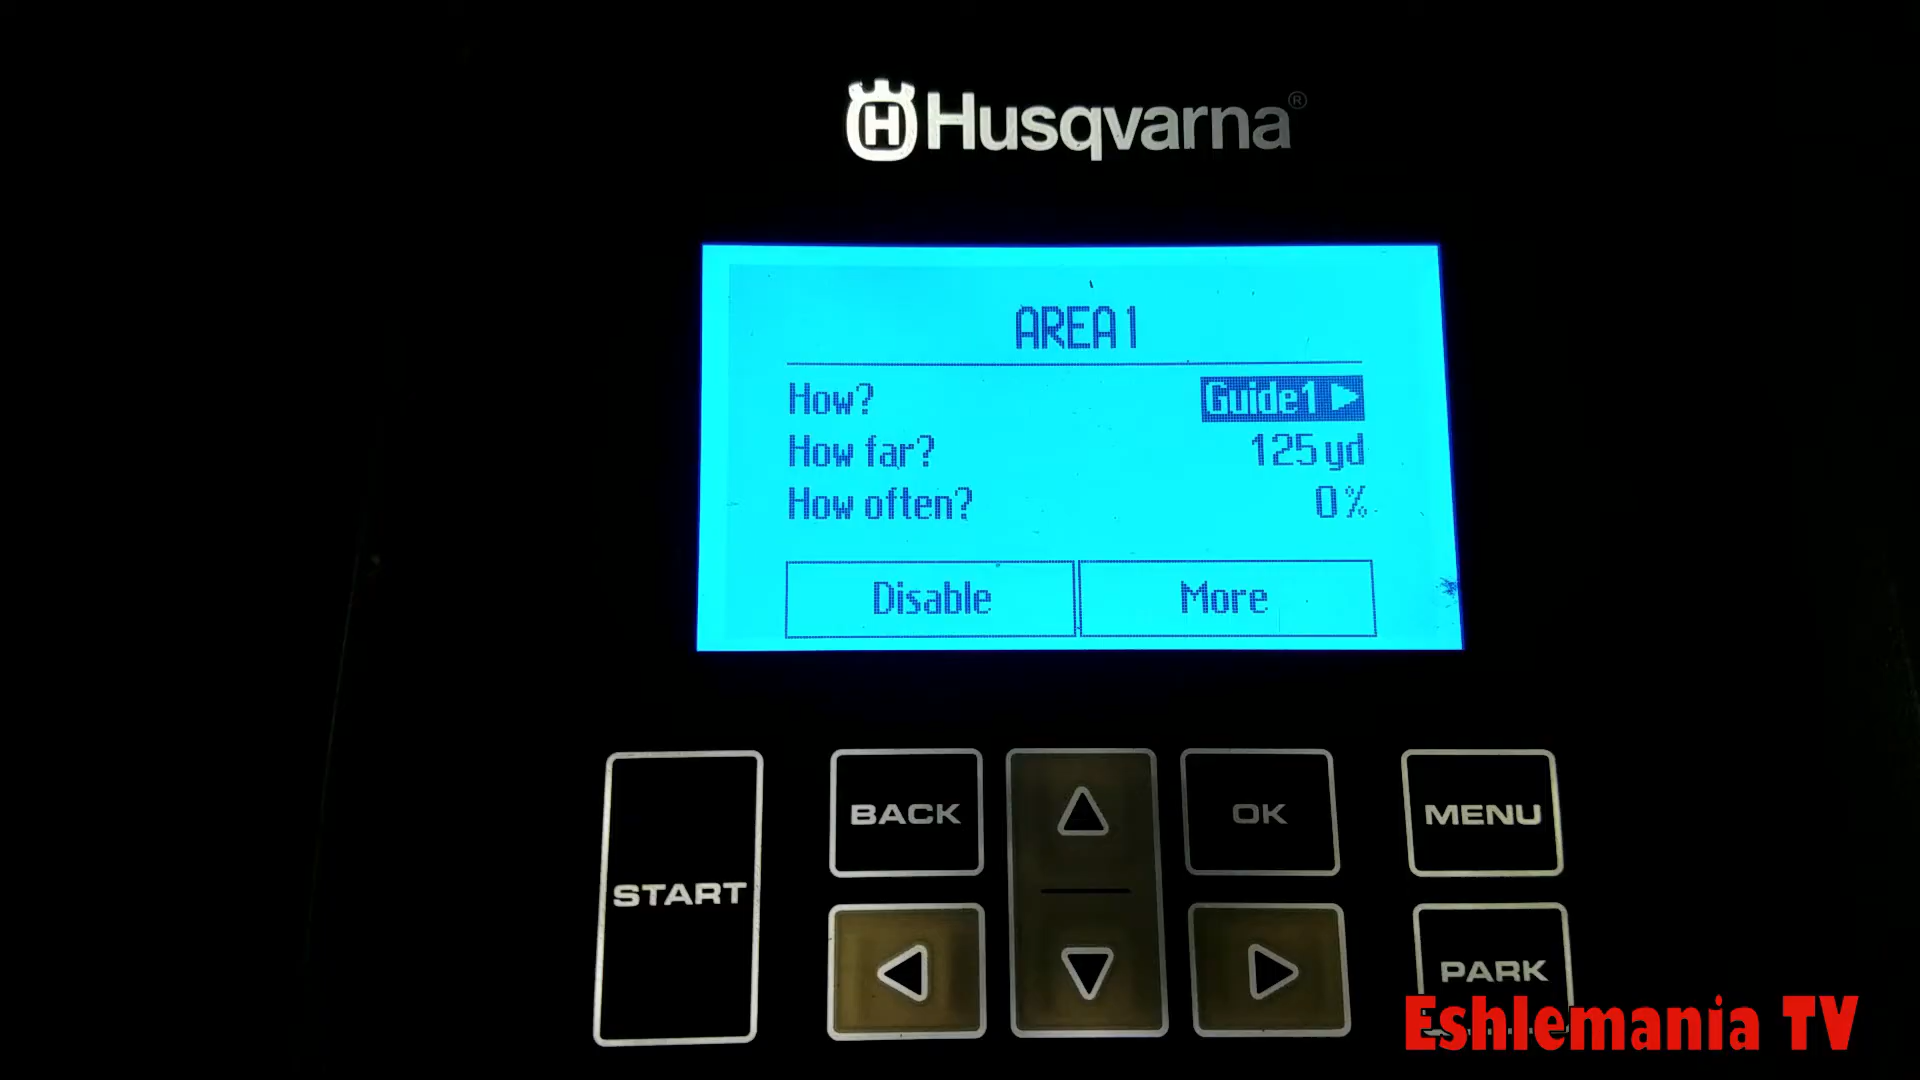 Husqvarna®
AREA 1
How? Guide1
How far? 125 yd
How often? 0 %
Disable More
BACK OK MENU
START
PARK
Eshlemania TV